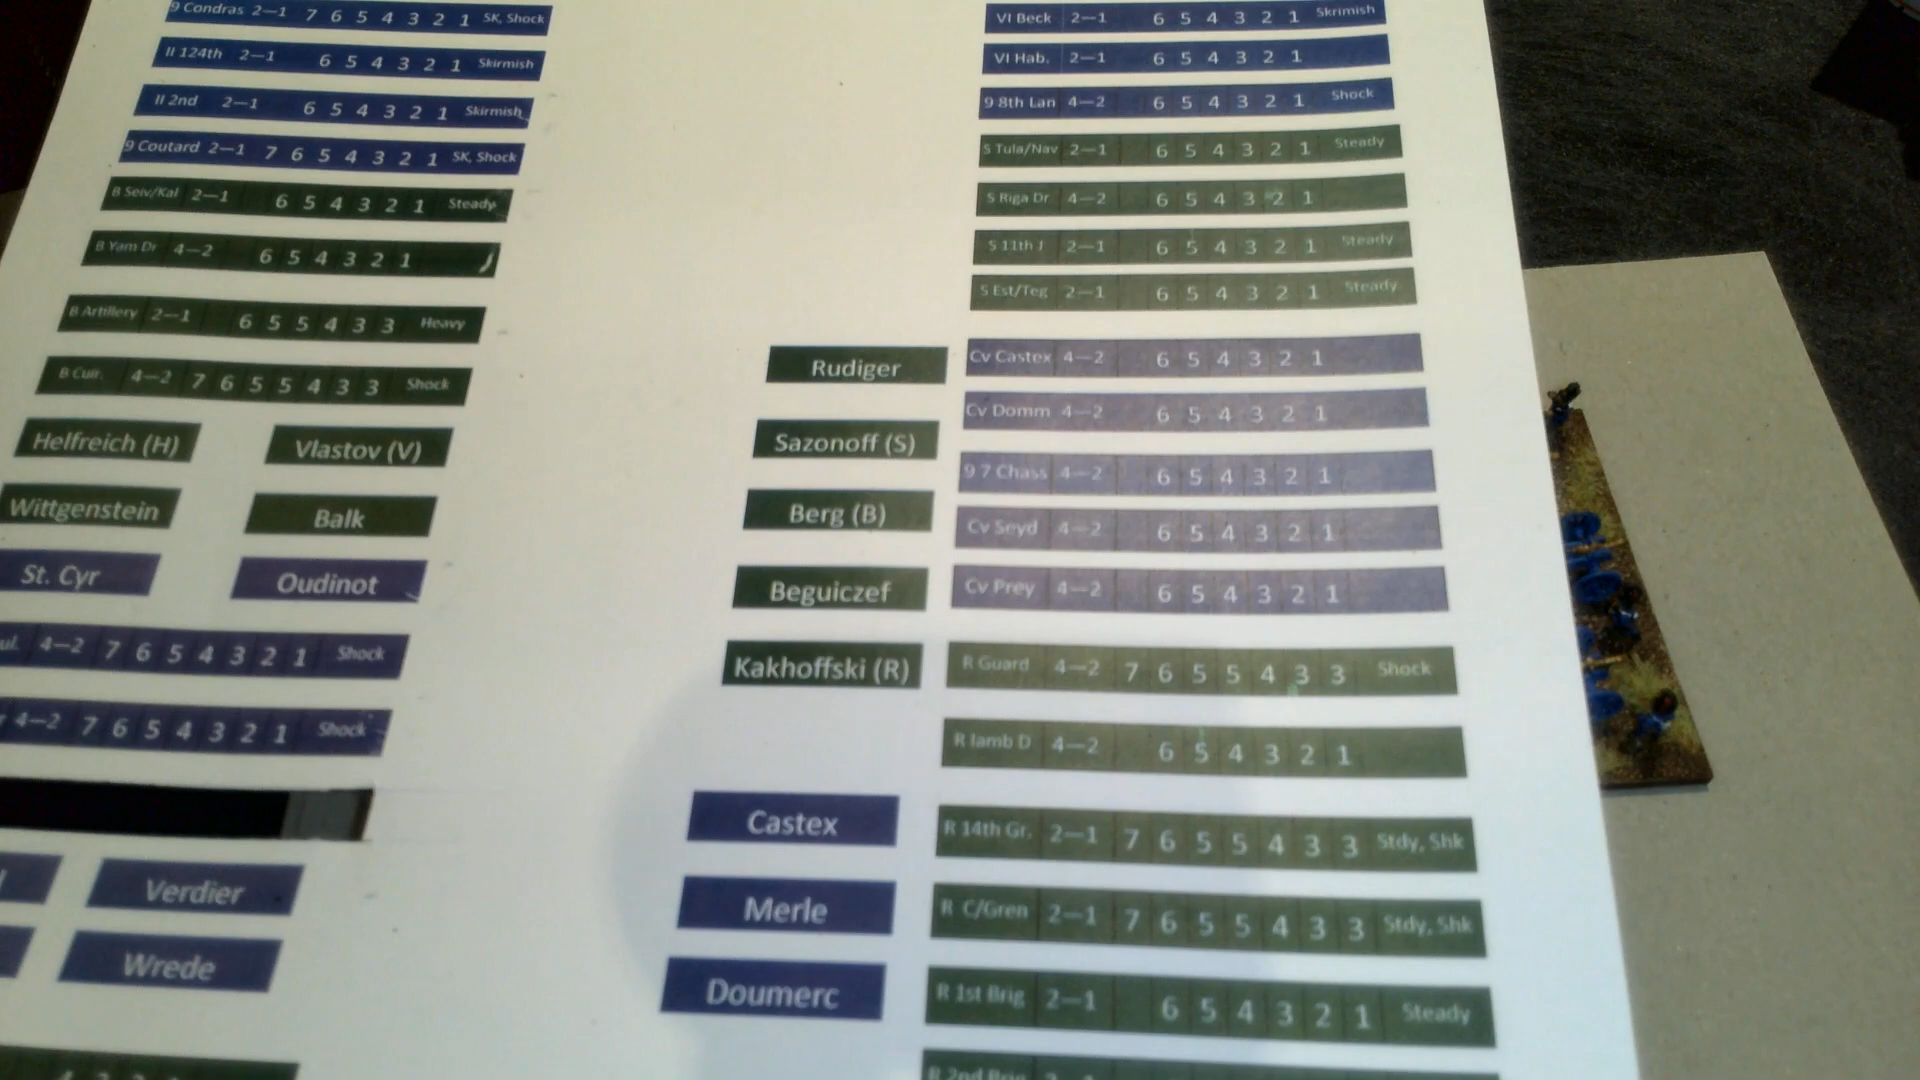 9 Condras 2—1 7 6 5 4 3 2 1 SK, Shock
II 124th 2—1 6 5 4 3 2 1 Skirmish
II 2nd 2—1 6 5 4 3 2 1 Skirmish
9 Coutard 2—1 7 6 5 4 3 2 1 SK, Shock
B Seiv/Kal 2—1 6 5 4 3 2 1 Steady
B Yam Dr 4—2 6 5 4 3 2 1
B Artillery 2—1 6 5 5 4 3 3 Heavy
B Cuir. 4—2 7 6 5 5 4 3 3 Shock
Helfreich (H)
Vlastov (V)
Wittgenstein
Balk
St. Cyr
Oudinot
4—2 7 6 5 4 3 2 1 Shock
4—2 7 6 5 4 3 2 1 Shock
Verdier
Wrede
Rudiger
Sazonoff (S)
Berg (B)
Beguiczef
Kakhoffski (R)
Castex
Merle
Doumerc
VI Beck 2—1 6 5 4 3 2 1 Skrimish
VI Hab. 2—1 6 5 4 3 2 1
9 8th Lan 4—2 6 5 4 3 2 1 Shock
S Tula/Nav 2—1 6 5 4 3 2 1 Steady
S Riga Dr 4—2 6 5 4 3 2 1
S 11th J 2—1 6 5 4 3 2 1 Steady
S Est/Teg 2—1 6 5 4 3 2 1 Steady
Cv Castex 4—2 6 5 4 3 2 1
Cv Domm 4—2 6 5 4 3 2 1
9 7 Chass 4—2 6 5 4 3 2 1
Cv Seyd 4—2 6 5 4 3 2 1
Cv Prey 4—2 6 5 4 3 2 1
R Guard 4—2 7 6 5 5 4 3 3 Shock
R Iamb D 4—2 6 5 4 3 2 1
R 14th Gr. 2—1 7 6 5 5 4 3 3 Stdy, Shk
R C/Gren 2—1 7 6 5 5 4 3 3 Stdy, Shk
R 1st Brig 2—1 6 5 4 3 2 1 Steady
R 2nd Brig